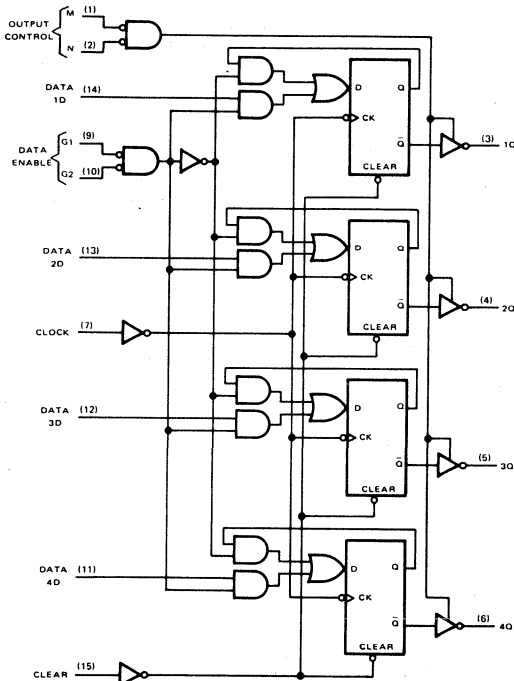 OUTPUT CONTROL
M (1)
N (2)
DATA 1D (14)
D Q
CK
Q̄
CLEAR
(3) 1Q
DATA ENABLE
G1 (9)
G2 (10)
DATA 2D (13)
D Q
CK
Q̄
CLEAR
(4) 2Q
CLOCK (7)
DATA 3D (12)
D Q
CK
Q̄
CLEAR
(5) 3Q
DATA 4D (11)
D Q
CK
Q̄
CLEAR
(6) 4Q
CLEAR (15)